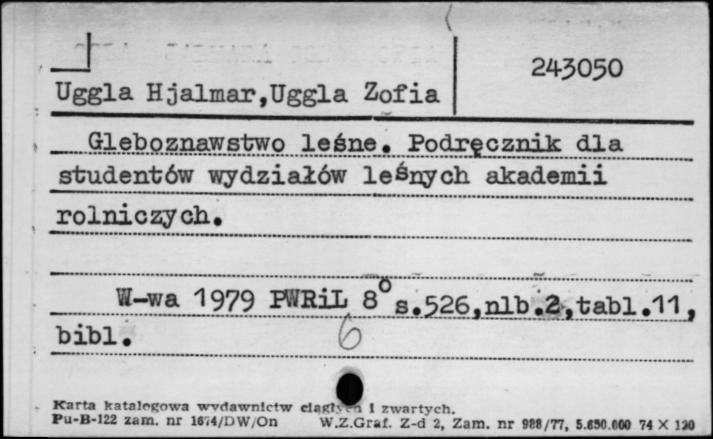 243050
Uggla Hjalmar,Uggla Zofia
Gleboznawstwo leśne. Podręcznik dla
studentów wydziałów leśnych akademii
rolniczych.
W-wa 1979 PWRiL 8° s.526,nlb.2,tabl.11,
bibl.
6
Karta katalogowa wydawnictw ciągłych i zwartych.
Pu-B-122 zam. nr 1674/DW/On W.Z.Graf. Z-d 2, Zam. nr 988/77, 5.650.000 74 X 120